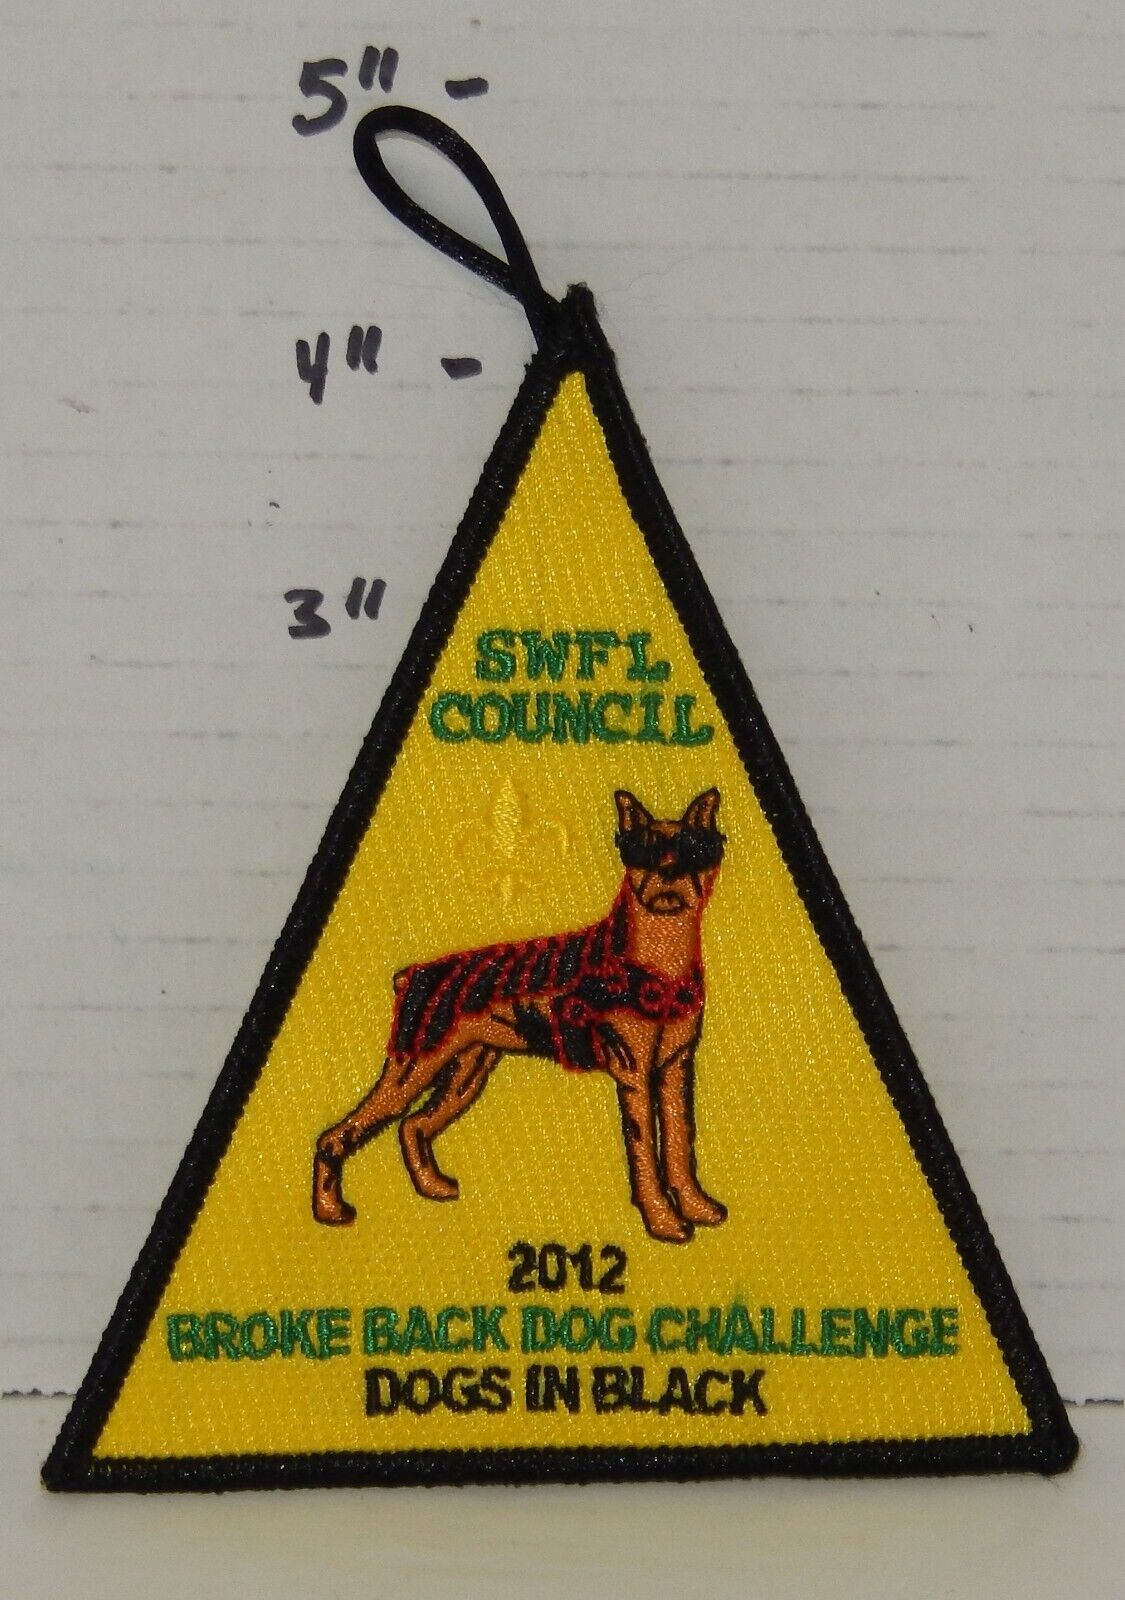 5" -
4" -
3"
SWFL
COUNCIL
2012
BROKE BACK DOG CHALLENGE
DOGS IN BLACK